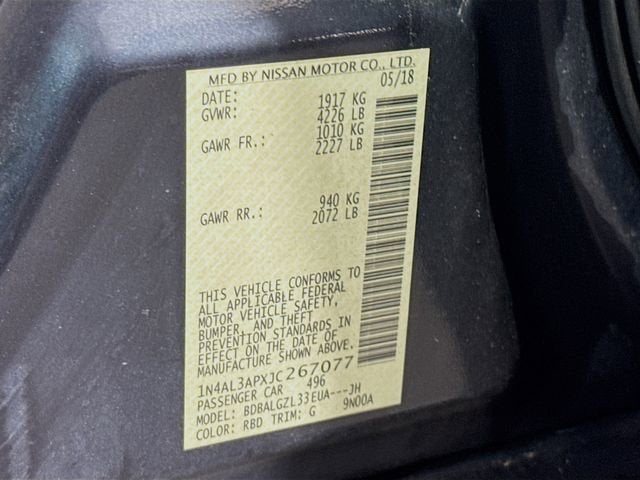 MFD BY NISSAN MOTOR CO., LTD.
DATE: 05/18
GVWR: 1917 KG
4226 LB
GAWR FR.: 1010 KG
2227 LB
GAWR RR.: 940 KG
2072 LB
THIS VEHICLE CONFORMS TO
ALL APPLICABLE FEDERAL
MOTOR VEHICLE SAFETY,
BUMPER, AND THEFT
PREVENTION STANDARDS IN
EFFECT ON THE DATE OF
MANUFACTURE SHOWN ABOVE.
1N4AL3APXJC267077
PASSENGER CAR 496
MODEL: BDBALGZL33EUA---JH
COLOR: RBD TRIM: G 9N00A